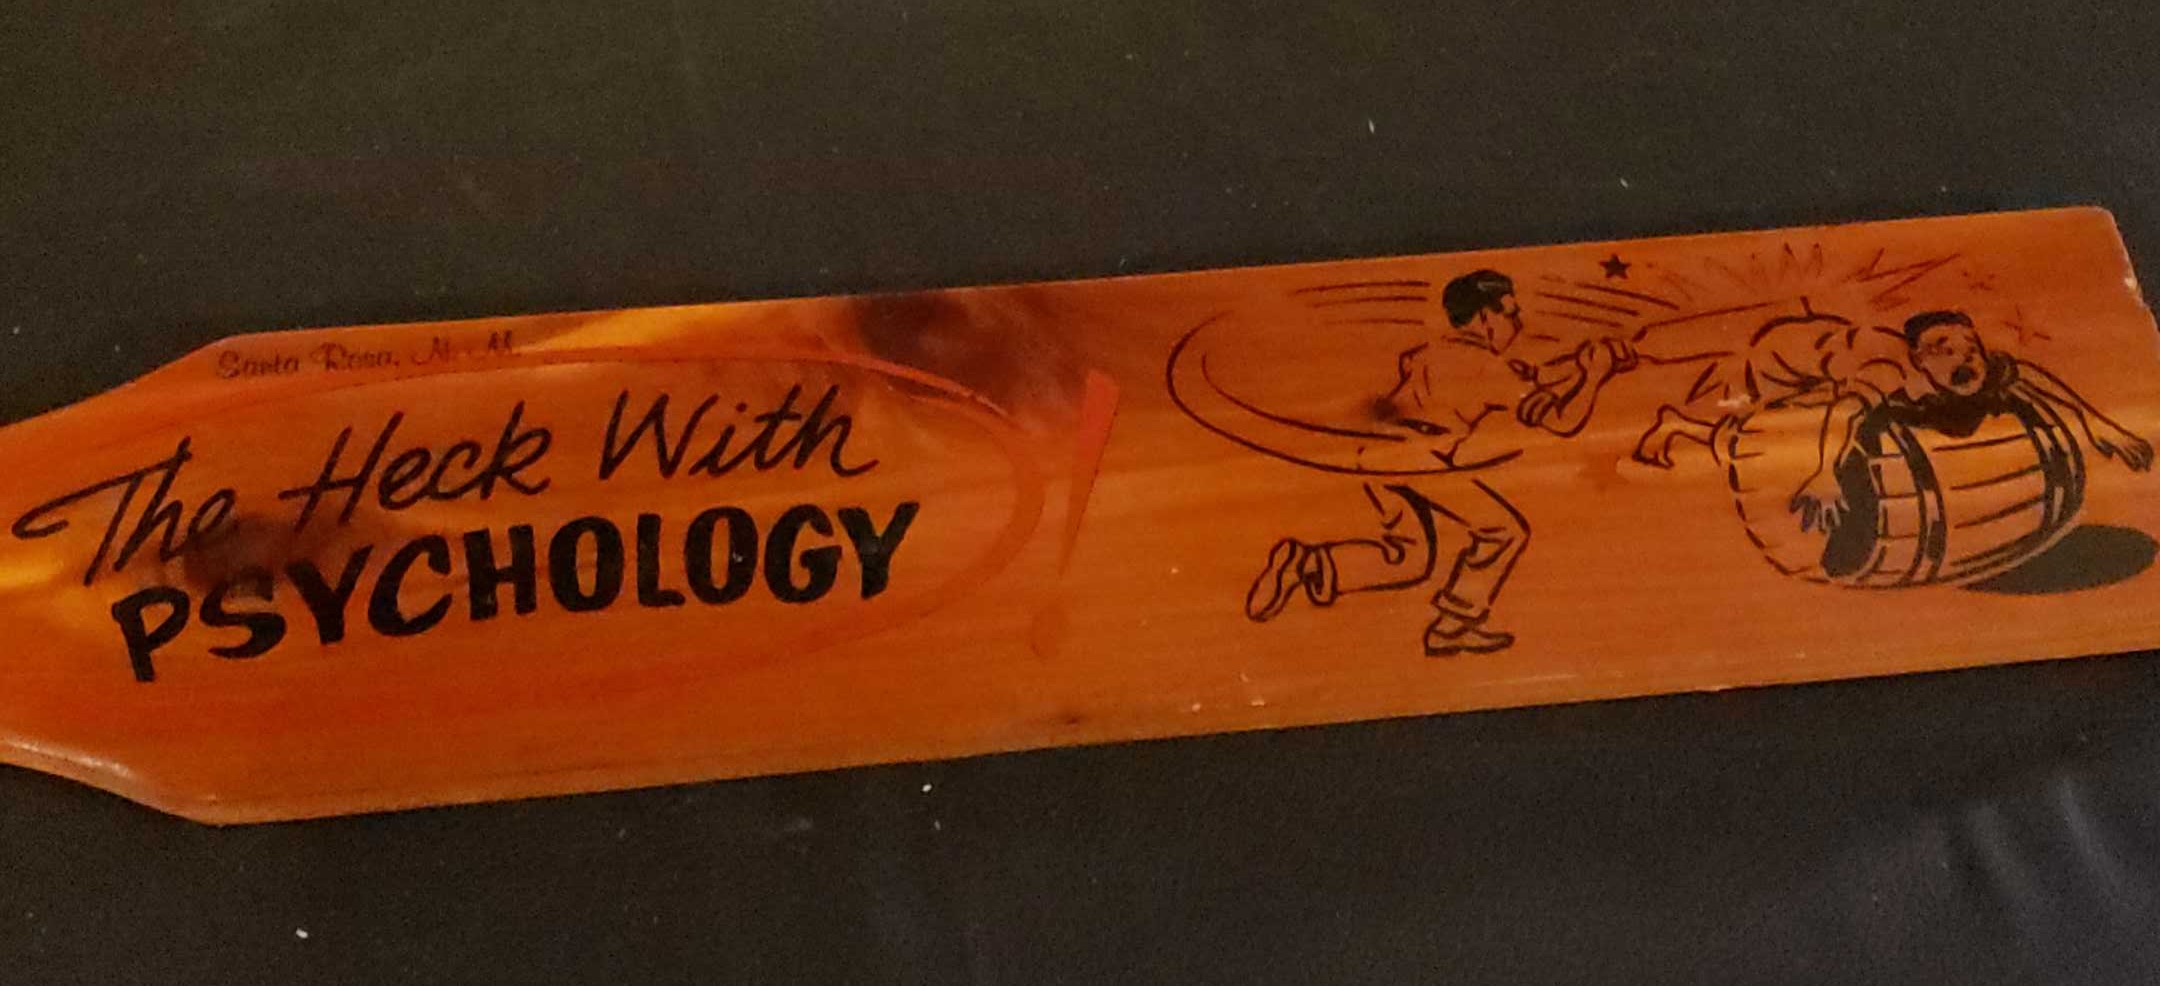 Santa Rosa, N. M.
The Heck With
PSYCHOLOGY!